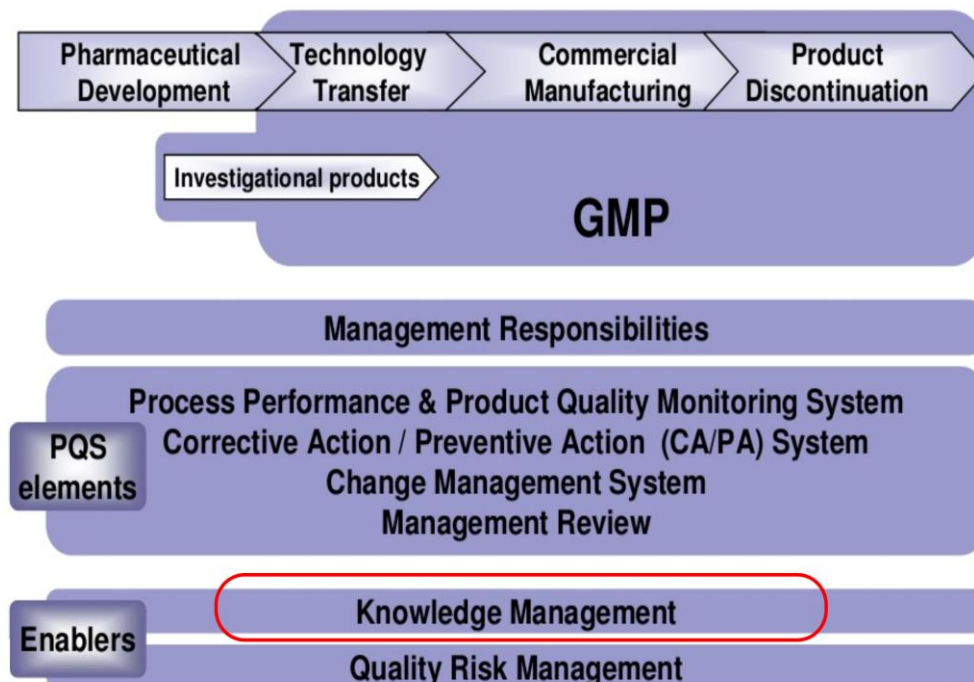 Pharmaceutical
Development
Technology
Transfer
Commercial
Manufacturing
Product
Discontinuation
Investigational products
GMP
Management Responsibilities
PQS
elements
Process Performance & Product Quality Monitoring System
Corrective Action / Preventive Action (CA/PA) System
Change Management System
Management Review
Enablers
Knowledge Management
Quality Risk Management